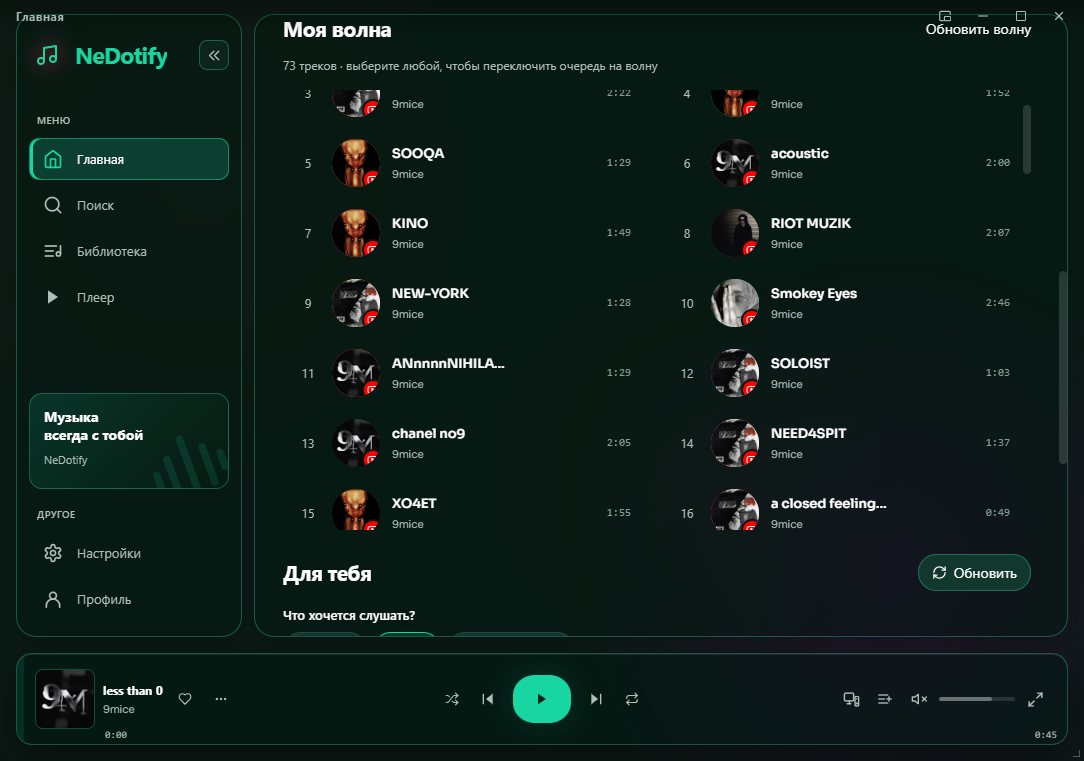 Главная
NeDotify
МЕНЮ
Главная
Поиск
Библиотека
Плеер
Музыка
всегда с тобой
NeDotify
ДРУГОЕ
Настройки
Профиль
Моя волна
Обновить волну
73 треков · выберите любой, чтобы переключить очередь на волну
3
9mice
2:22
4
9mice
1:52
5
SOOQA
9mice
1:29
6
acoustic
9mice
2:00
7
KINO
9mice
1:49
8
RIOT MUZIK
9mice
2:07
9
NEW-YORK
9mice
1:28
10
Smokey Eyes
9mice
2:46
11
ANnnnnNIHILA...
9mice
1:29
12
SOLOIST
9mice
1:03
13
chanel no9
9mice
2:05
14
NEED4SPIT
9mice
1:37
15
XO4ET
9mice
1:55
16
a closed feeling...
9mice
0:49
Для тебя
Обновить
Что хочется слушать?
less than 0
9mice
0:00
0:45